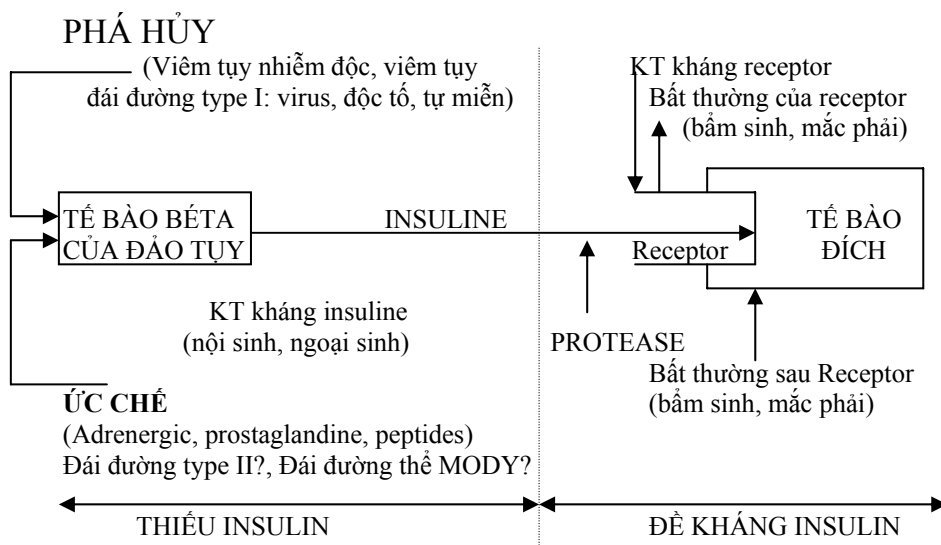 PHÁ HỦY
(Viêm tụy nhiễm độc, viêm tụy
đái đường type I: virus, độc tố, tự miễn)
KT kháng receptor
Bất thường của receptor
(bẩm sinh, mắc phải)
TẾ BÀO BÉTA
CỦA ĐẢO TỤY
INSULINE
Receptor
TẾ BÀO
ĐÍCH
KT kháng insuline
(nội sinh, ngoại sinh)
PROTEASE
Bất thường sau Receptor
(bẩm sinh, mắc phải)
ỨC CHẾ
(Adrenergic, prostaglandine, peptides)
Đái đường type II?, Đái đường thể MODY?
THIẾU INSULIN
ĐỀ KHÁNG INSULIN